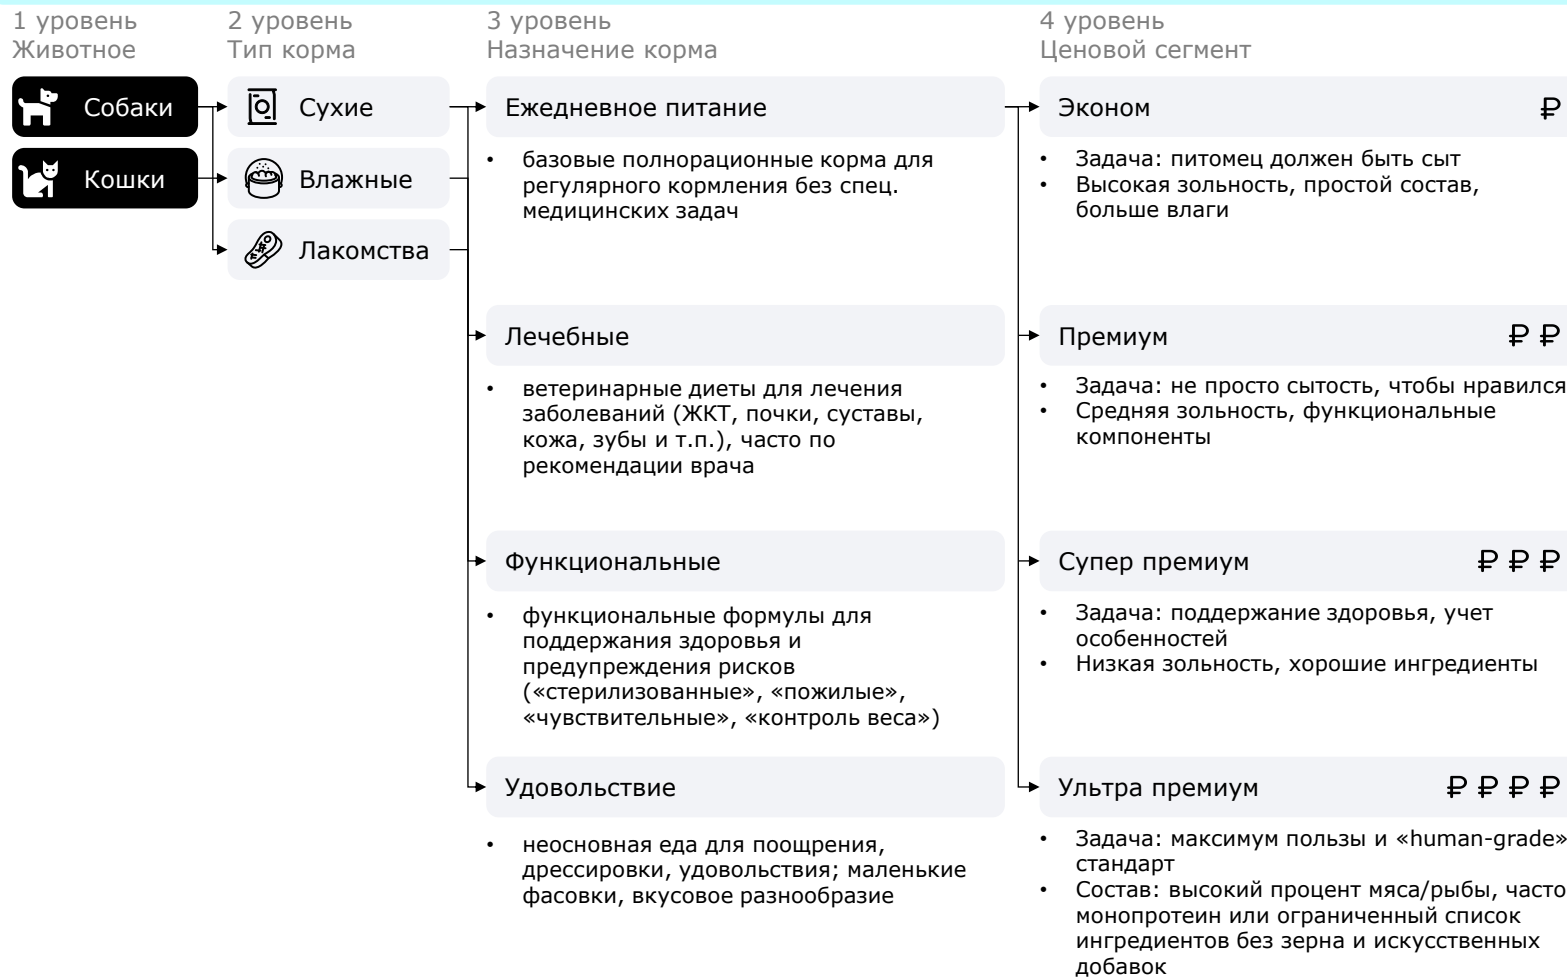 1 уровень
Животное
2 уровень
Тип корма
3 уровень
Назначение корма
4 уровень
Ценовой сегмент
Собаки
Кошки
Сухие
Влажные
Лакомства
Ежедневное питание
• базовые полнорационные корма для
регулярного кормления без спец.
медицинских задач
Лечебные
• ветеринарные диеты для лечения
заболеваний (ЖКТ, почки, суставы,
кожа, зубы и т.п.), часто по
рекомендации врача
Функциональные
• функциональные формулы для
поддержания здоровья и
предупреждения рисков
(«стерилизованные», «пожилые»,
«чувствительные», «контроль веса»)
Удовольствие
• неосновная еда для поощрения,
дрессировки, удовольствия; маленькие
фасовки, вкусовое разнообразие
Эконом ₽
• Задача: питомец должен быть сыт
• Высокая зольность, простой состав,
больше влаги
Премиум ₽ ₽
• Задача: не просто сытость, чтобы нравился
• Средняя зольность, функциональные
компоненты
Супер премиум ₽ ₽ ₽
• Задача: поддержание здоровья, учет
особенностей
• Низкая зольность, хорошие ингредиенты
Ультра премиум ₽ ₽ ₽ ₽
• Задача: максимум пользы и «human-grade»
стандарт
• Состав: высокий процент мяса/рыбы, часто
монопротеин или ограниченный список
ингредиентов без зерна и искусственных
добавок